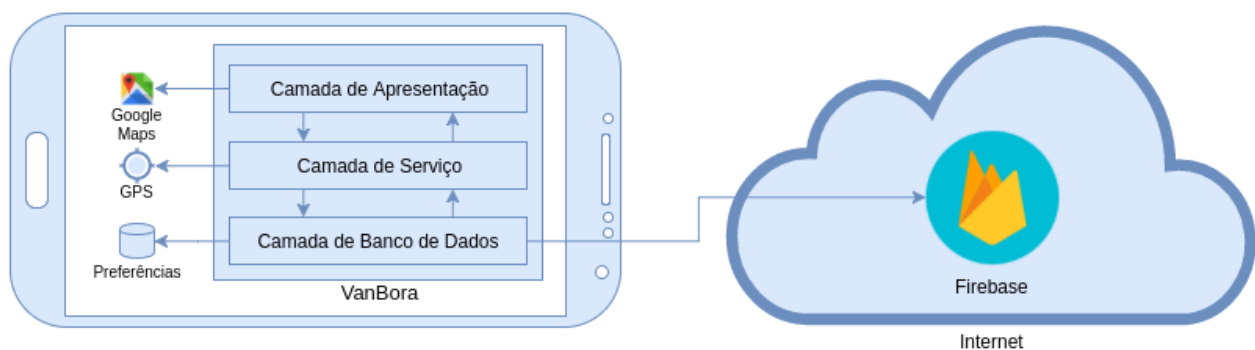 Camada de Apresentação
Google
Maps
Camada de Serviço
GPS
Camada de Banco de Dados
Preferências
VanBora
Firebase
Internet